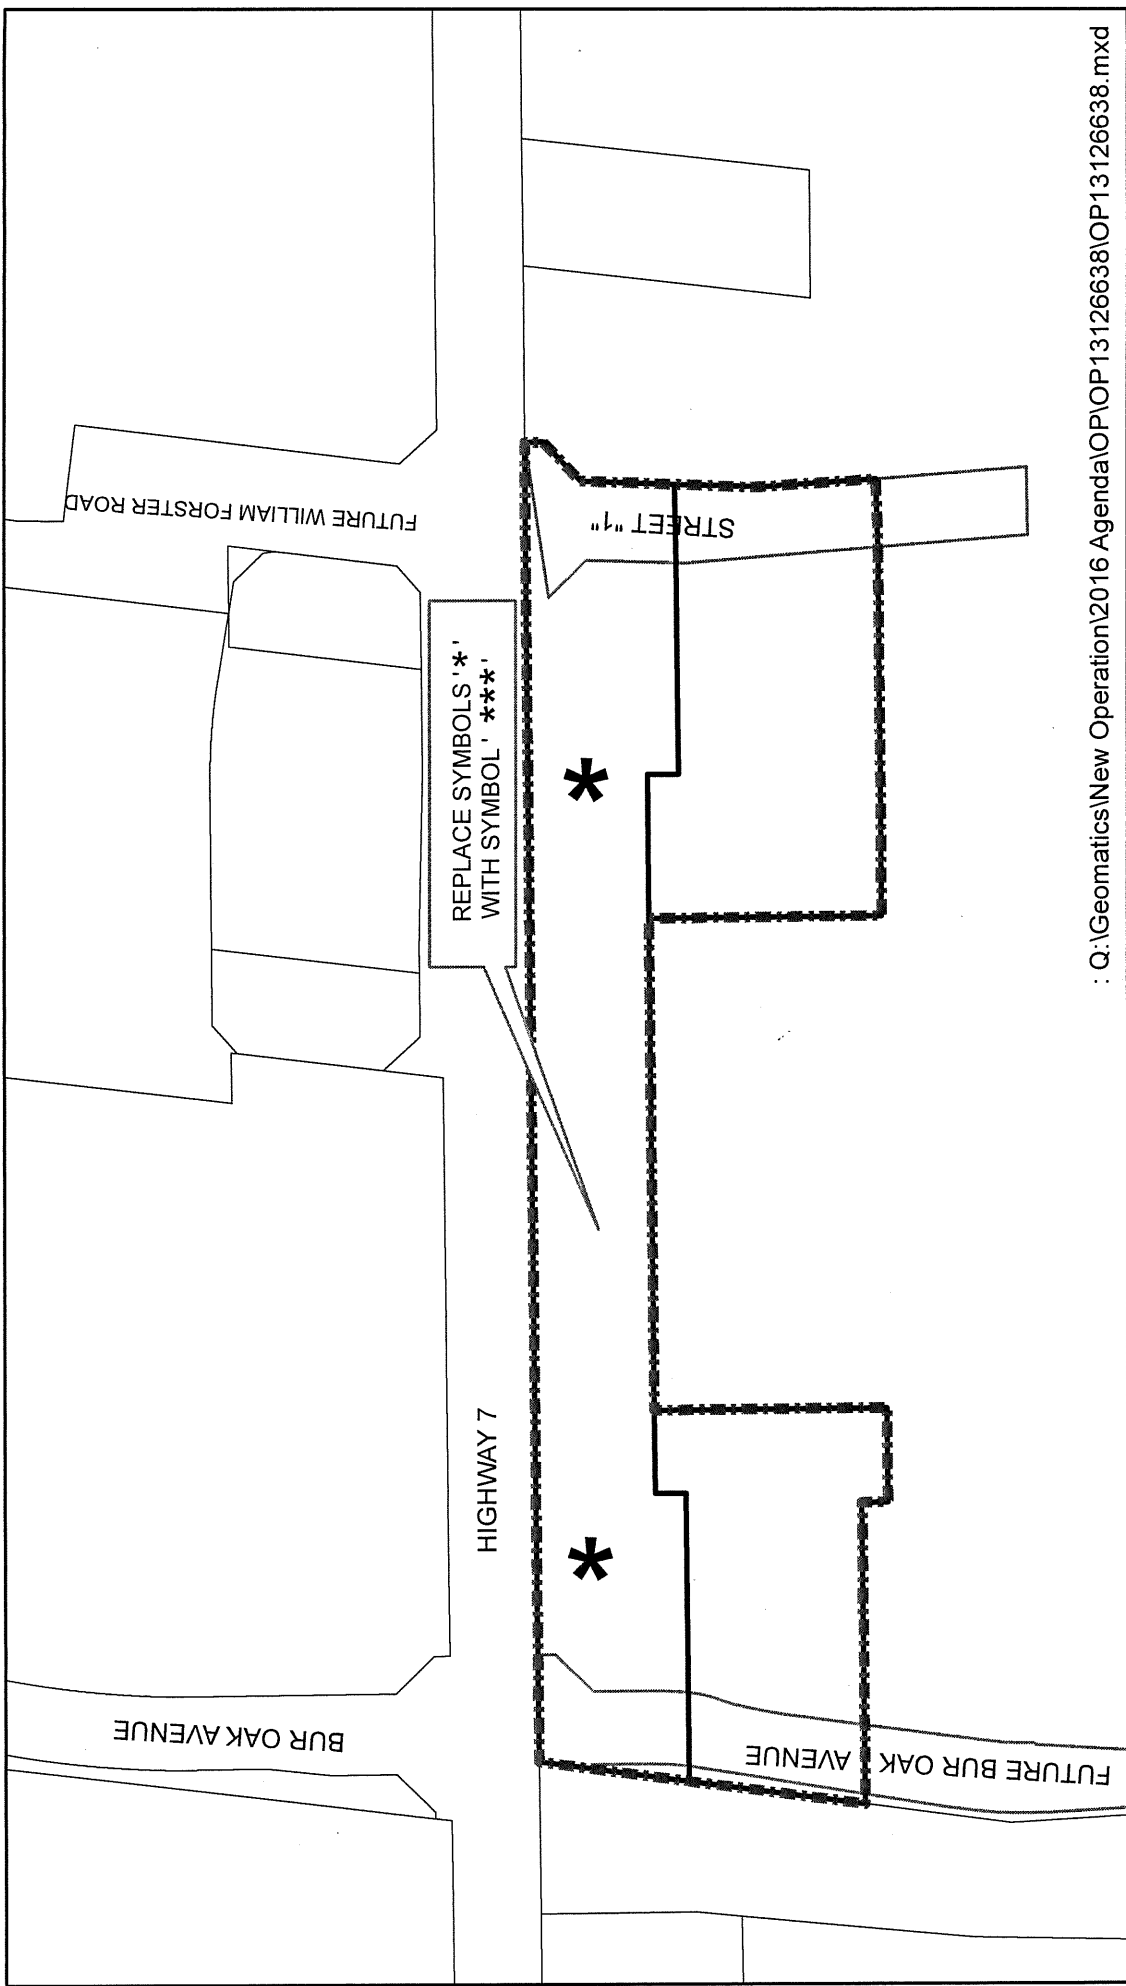 BUR OAK AVENUE
HIGHWAY 7
FUTURE WILLIAM FORSTER ROAD
REPLACE SYMBOLS '*'
WITH SYMBOL ' ***'
*
*
STREET "1"
FUTURE BUR OAK
AVENUE
: Q:\Geomatics\New Operation\2016 Agenda\OP\OP13126638\OP13126638.mxd